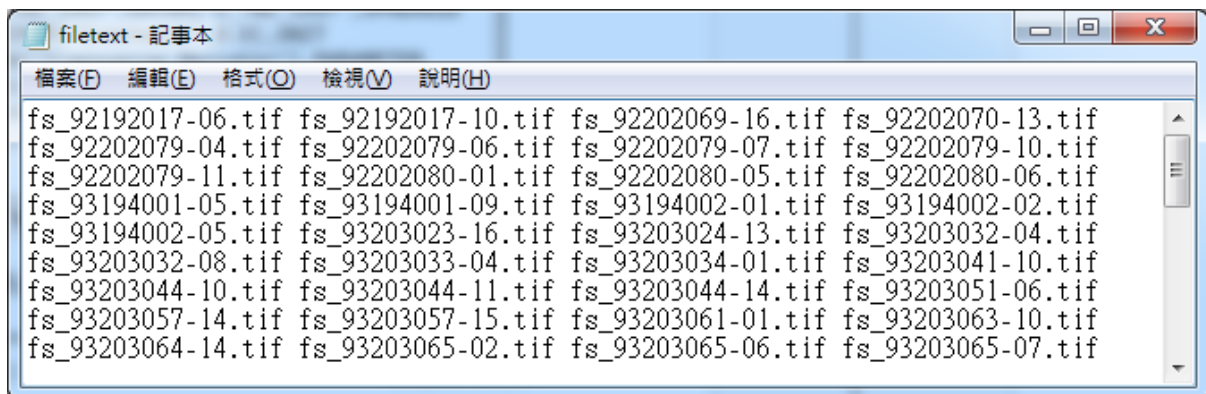 filetext - 記事本
檔案(F) 編輯(E) 格式(O) 檢視(V) 說明(H)
fs_92192017-06.tif fs_92192017-10.tif fs_92202069-16.tif fs_92202070-13.tif
fs_92202079-04.tif fs_92202079-06.tif fs_92202079-07.tif fs_92202079-10.tif
fs_92202079-11.tif fs_92202080-01.tif fs_92202080-05.tif fs_92202080-06.tif
fs_93194001-05.tif fs_93194001-09.tif fs_93194002-01.tif fs_93194002-02.tif
fs_93194002-05.tif fs_93203023-16.tif fs_93203024-13.tif fs_93203032-04.tif
fs_93203032-08.tif fs_93203033-04.tif fs_93203034-01.tif fs_93203041-10.tif
fs_93203044-10.tif fs_93203044-11.tif fs_93203044-14.tif fs_93203051-06.tif
fs_93203057-14.tif fs_93203057-15.tif fs_93203061-01.tif fs_93203063-10.tif
fs_93203064-14.tif fs_93203065-02.tif fs_93203065-06.tif fs_93203065-07.tif